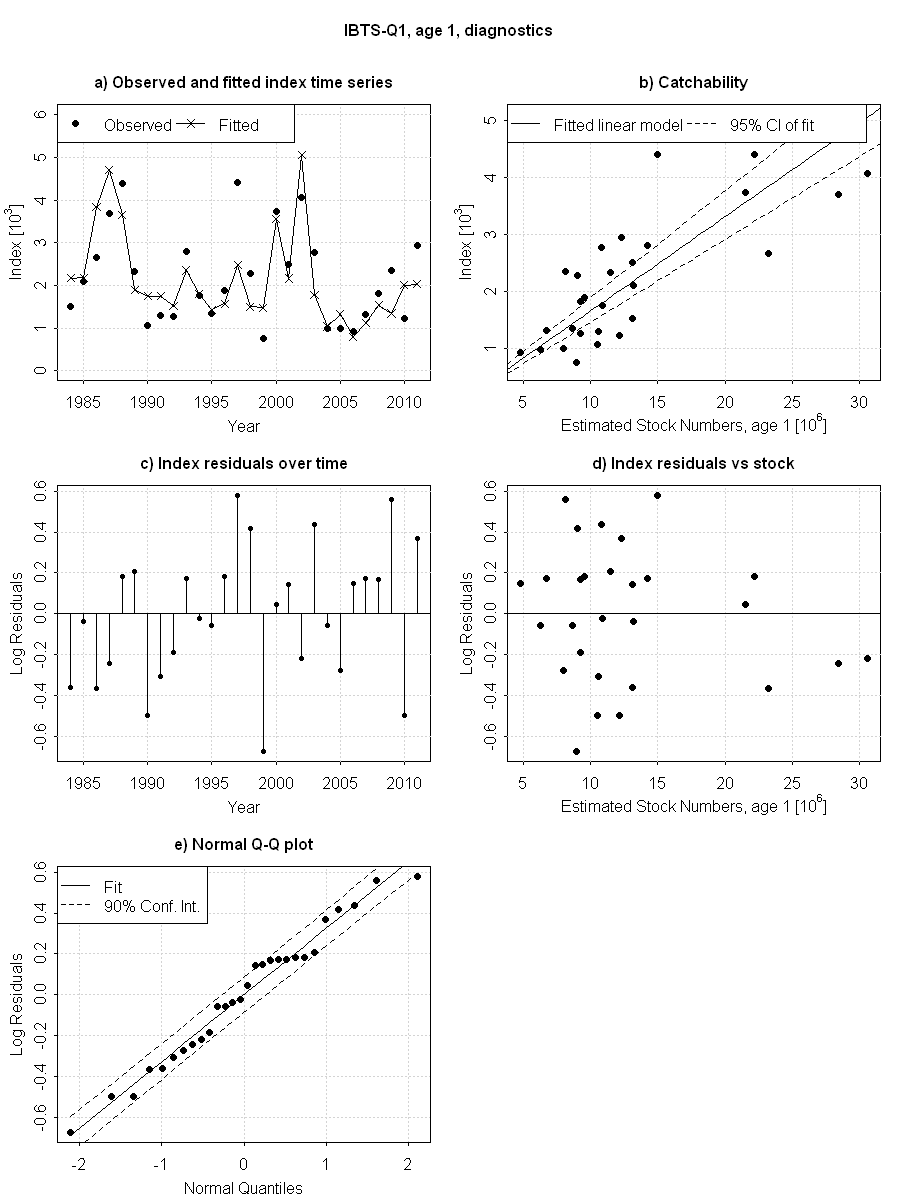 IBTS-Q1, age 1, diagnostics
a) Observed and fitted index time series
Observed Fitted
6
5
4
3
2
1
0
Index [10³]
1985 1990 1995 2000 2005 2010
Year
b) Catchability
Fitted linear model 95% CI of fit
5
4
3
2
1
Index [10³]
5 10 15 20 25 30
Estimated Stock Numbers, age 1 [10⁶]
c) Index residuals over time
0.6
0.4
0.2
0.0
-0.2
-0.4
-0.6
Log Residuals
1985 1990 1995 2000 2005 2010
Year
d) Index residuals vs stock
0.6
0.4
0.2
0.0
-0.2
-0.4
-0.6
Log Residuals
5 10 15 20 25 30
Estimated Stock Numbers, age 1 [10⁶]
e) Normal Q-Q plot
Fit
90% Conf. Int.
0.6
0.4
0.2
0.0
-0.2
-0.4
-0.6
Log Residuals
-2 -1 0 1 2
Normal Quantiles